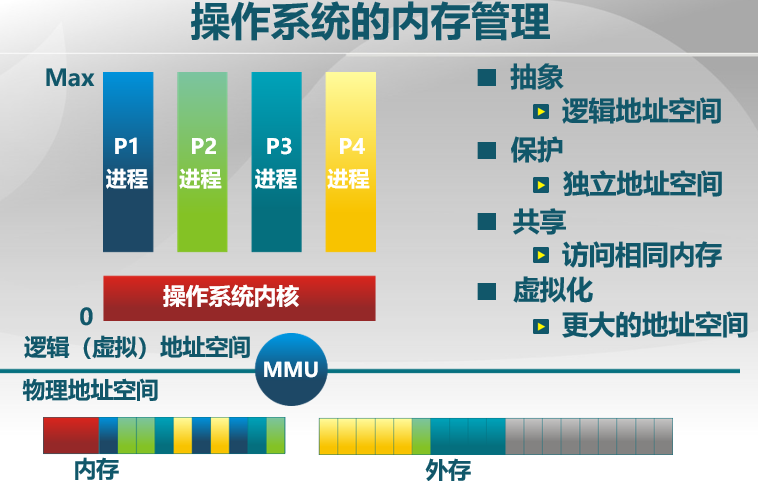 操作系统的内存管理
Max
P1
进程
P2
进程
P3
进程
P4
进程
操作系统内核
0
逻辑（虚拟）地址空间
MMU
物理地址空间
内存
外存
抽象
逻辑地址空间
保护
独立地址空间
共享
访问相同内存
虚拟化
更大的地址空间